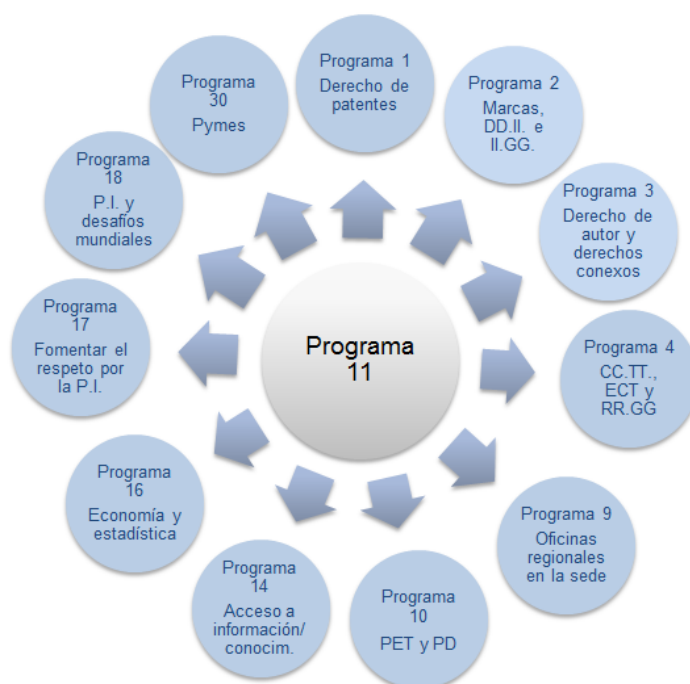 Programa 1
Derecho de
patentes
Programa 2
Marcas,
DD.II. e
II.GG.
Programa 3
Derecho de
autor y
derechos
conexos
Programa 4
CC.TT.,
ECT y
RR.GG
Programa 9
Oficinas
regionales
en la sede
Programa
10
PET y PD
Programa
14
Acceso a
información/
conocim.
Programa
16
Economía y
estadística
Programa
17
Fomentar el
respeto por
la P.I.
Programa
18
P.I. y
desafíos
mundiales
Programa
30
Pymes
Programa
11